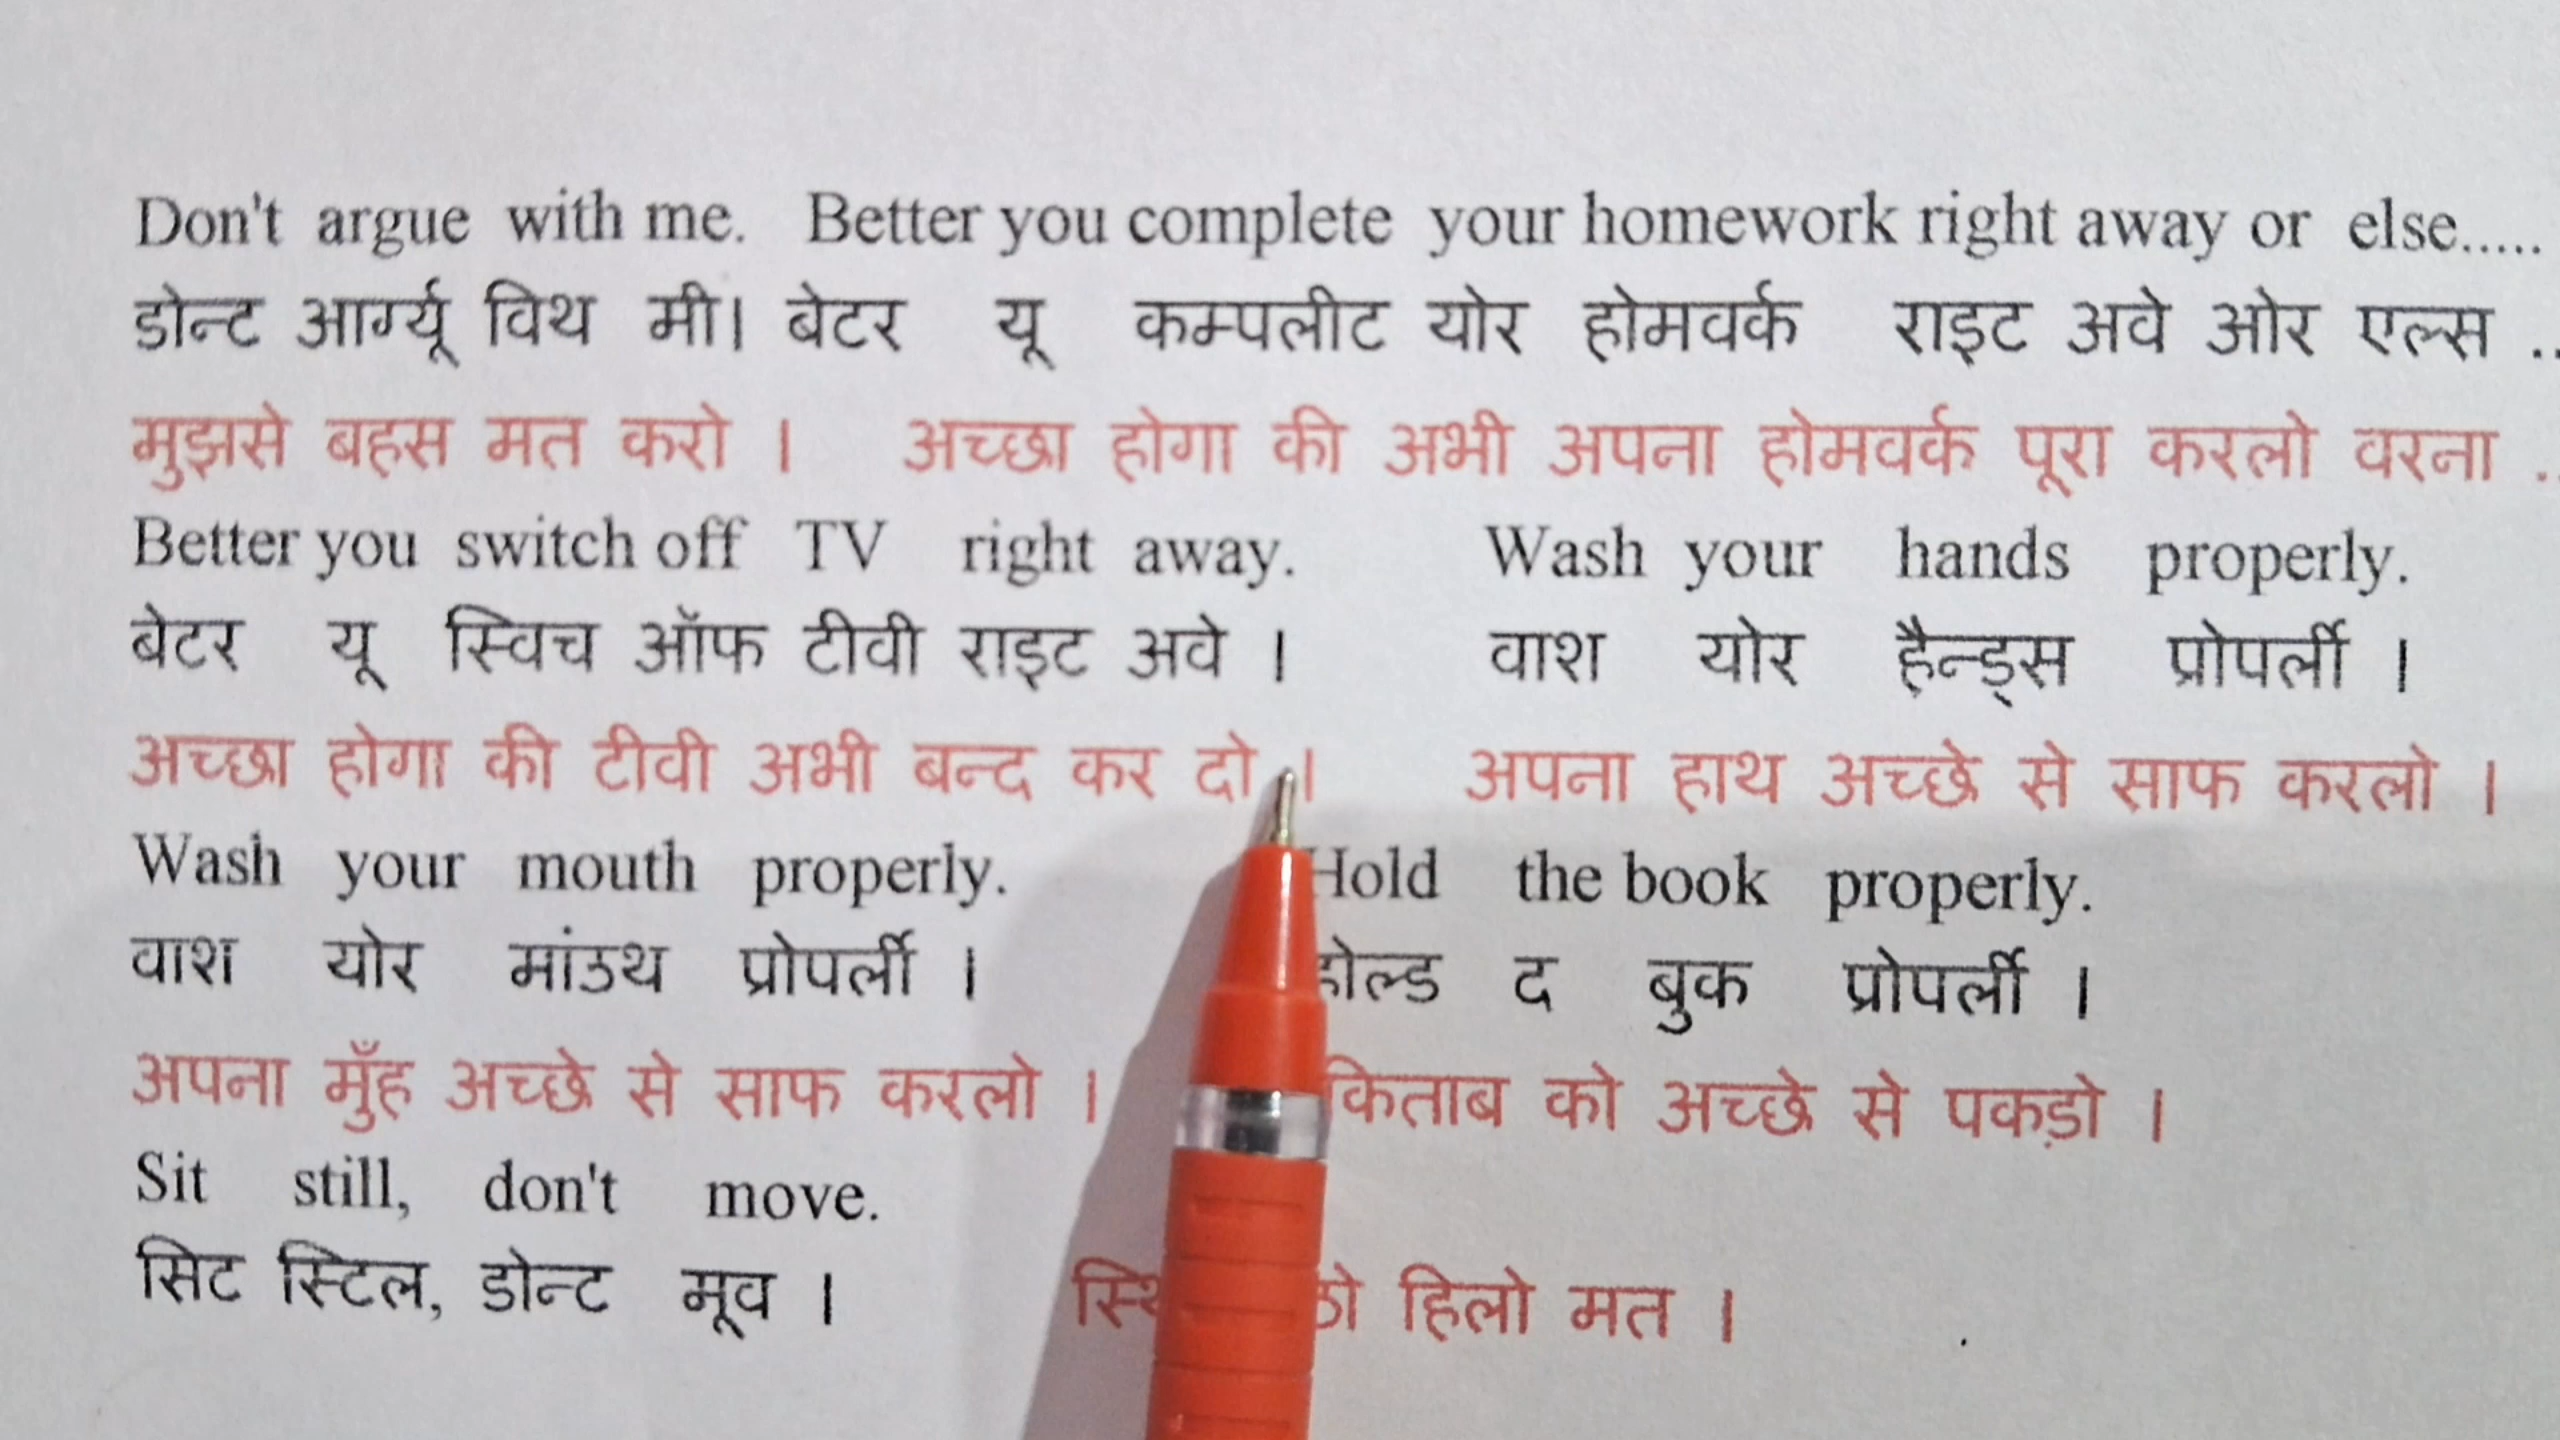 Don't argue with me. Better you complete your homework right away or else.....
डोन्ट आर्ग्यू विथ मी। बेटर यू कम्पलीट योर होमवर्क राइट अवे ओर एल्स ..
मुझसे बहस मत करो । अच्छा होगा की अभी अपना होमवर्क पूरा करलो वरना ..
Better you switch off TV right away. Wash your hands properly.
बेटर यू स्विच ऑफ टीवी राइट अवे । वाश योर हैन्ड्स प्रोपर्ली ।
अच्छा होगा की टीवी अभी बन्द कर दो । अपना हाथ अच्छे से साफ करलो ।
Wash your mouth properly. Hold the book properly.
वाश योर मांउथ प्रोपर्ली । होल्ड द बुक प्रोपर्ली ।
अपना मुँह अच्छे से साफ करलो । किताब को अच्छे से पकड़ो ।
Sit still, don't move.
सिट स्टिल, डोन्ट मूव । हिलो मत ।